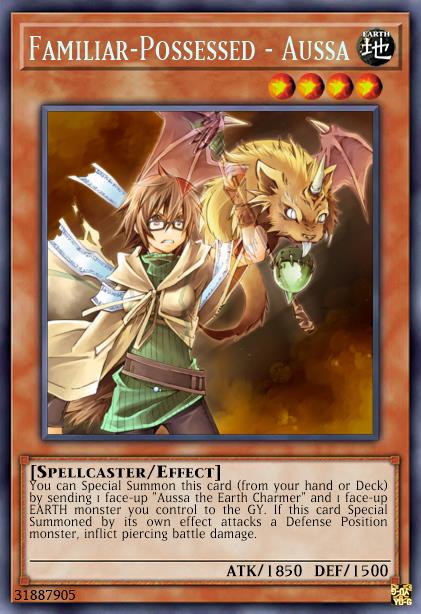 Familiar-Possessed - Aussa
EARTH
地
[Spellcaster/Effect]
You can Special Summon this card (from your hand or Deck)
by sending 1 face-up "Aussa the Earth Charmer" and 1 face-up
EARTH monster you control to the GY. If this card Special
Summoned by its own effect attacks a Defense Position
monster, inflict piercing battle damage.
ATK/1850 DEF/1500
31887905